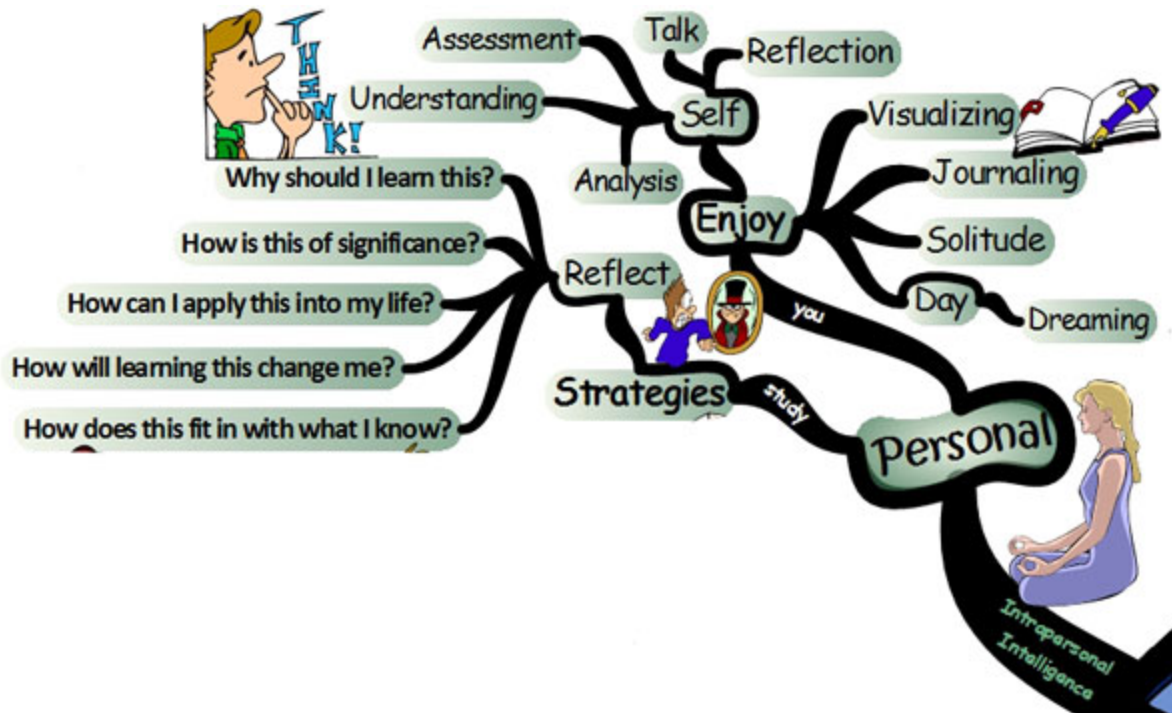 THINK!
Assessment
Talk
Reflection
Understanding
Self
Visualizing
Analysis
Journaling
Why should I learn this?
Enjoy
How is this of significance?
Solitude
Reflect
How can I apply this into my life?
you
Day
Dreaming
How will learning this change me?
Strategies
study
How does this fit in with what I know?
Personal
Intrapersonal
Intelligence